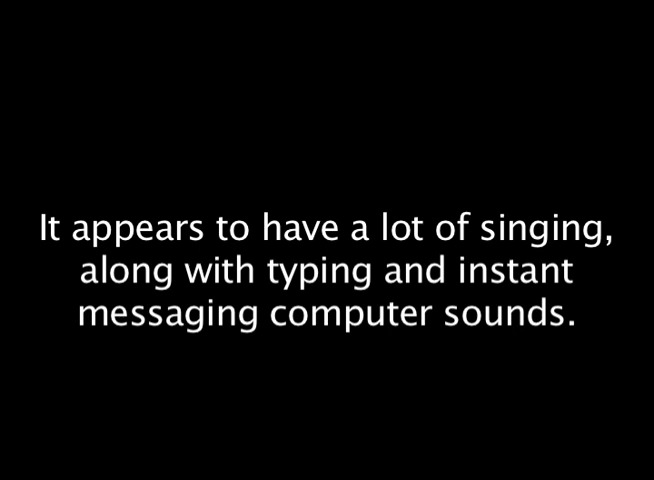 It appears to have a lot of singing,
along with typing and instant
messaging computer sounds.